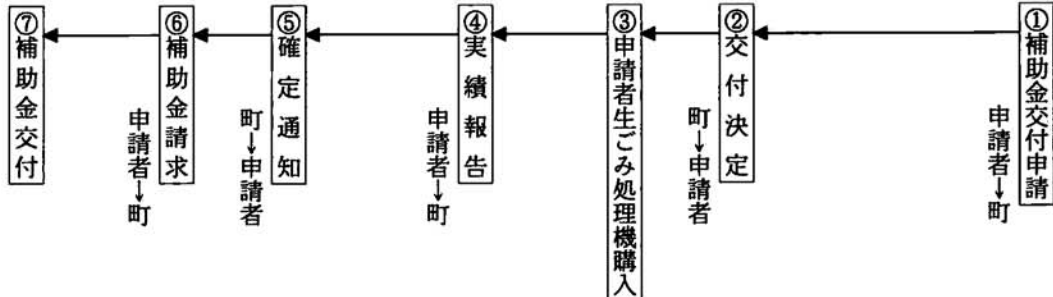 ①補助金交付申請
申請者→町
②交付決定
町→申請者
③申請者生ごみ処理機購入
④実績報告
申請者→町
⑤確定通知
町→申請者
⑥補助金請求
申請者→町
⑦補助金交付